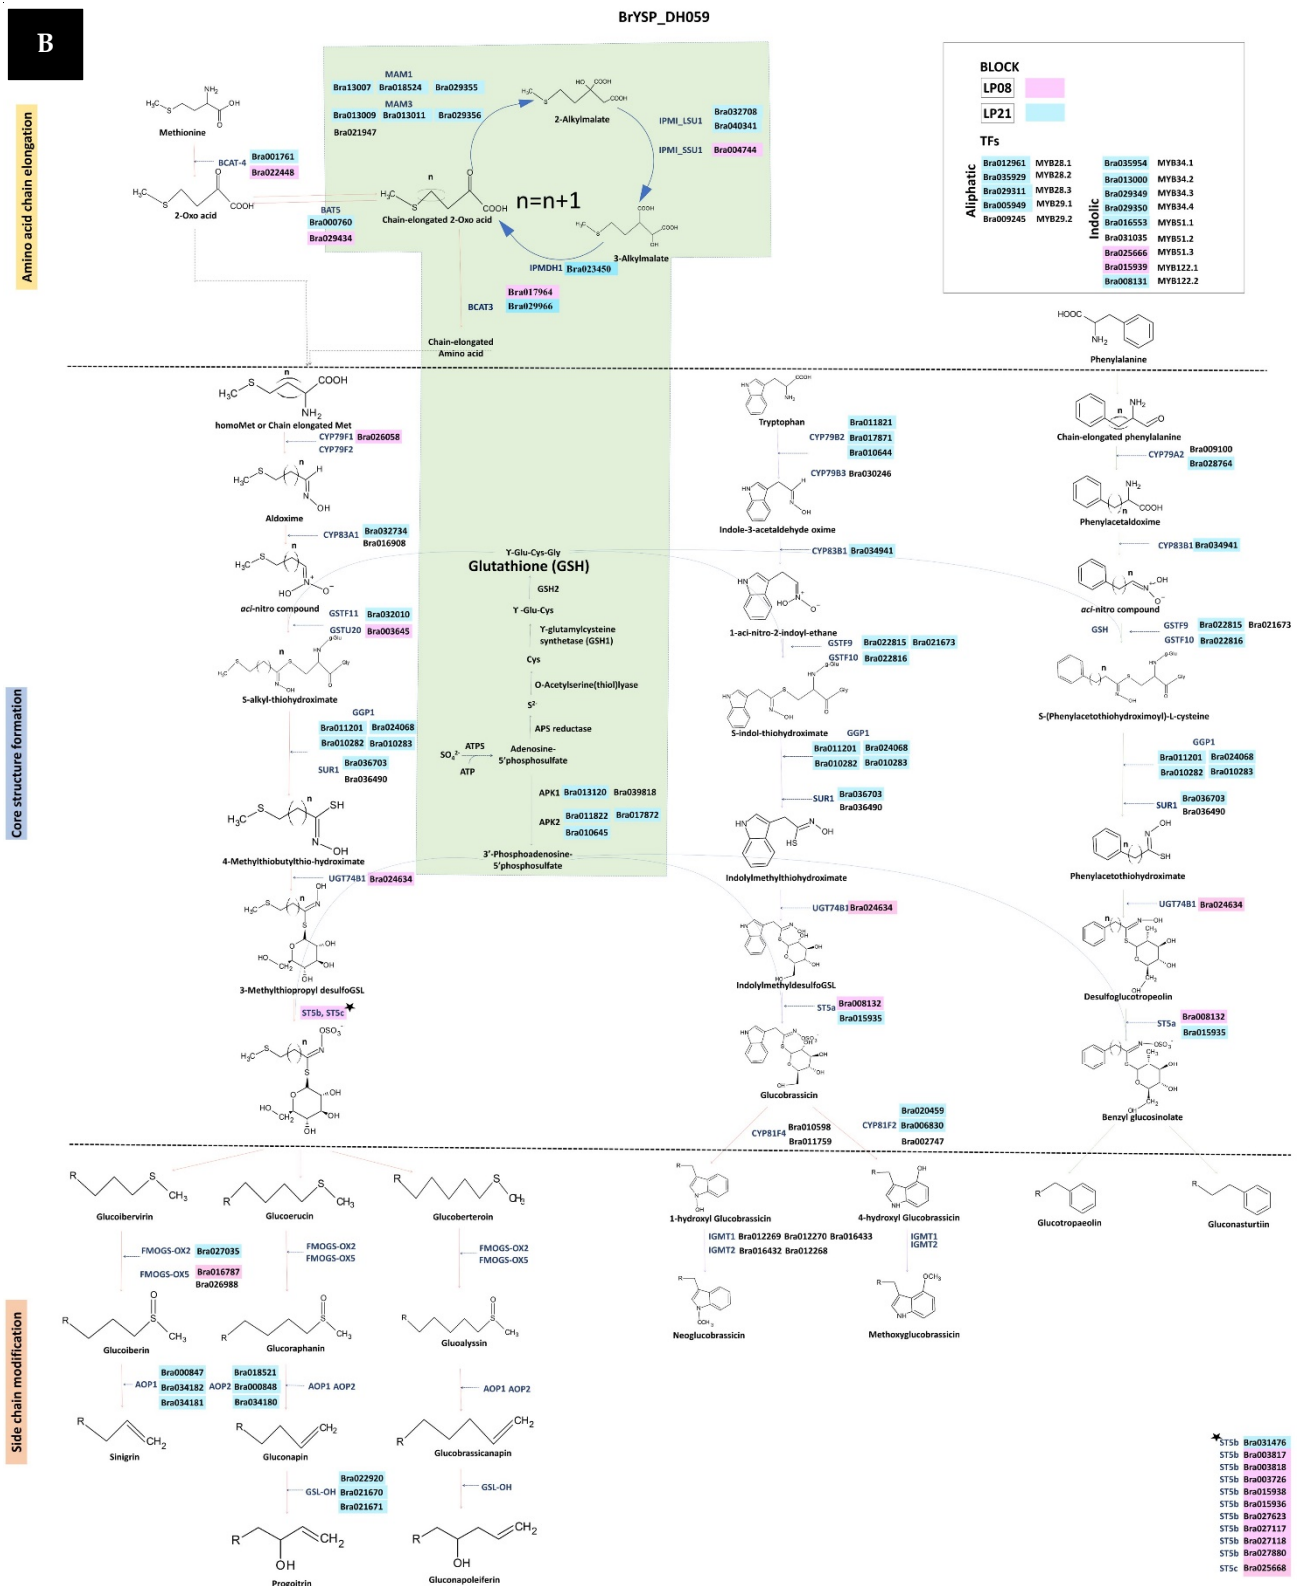 BrYSP_DH059
B
Amino acid chain elongation
Core structure formation
Side chain modification
BLOCK
LP08
LP21
TFs
Aliphatic
Bra012961 MYB28.1
Bra035929 MYB28.2
Bra029311 MYB28.3
Bra005949 MYB29.1
Bra009245 MYB29.2
Indolic
Bra035954 MYB34.1
Bra013000 MYB34.2
Bra029349 MYB34.3
Bra029350 MYB34.4
Bra016553 MYB51.1
Bra031035 MYB51.2
Bra025666 MYB51.3
Bra015939 MYB122.1
Bra008131 MYB122.2
Methionine
BCAT-4
Bra001761
Bra022448
2-Oxo acid
BAT5
Bra000760
Bra029434
MAM1
Bra13007 Bra018524 Bra029355
MAM3
Bra013009 Bra013011 Bra029356
Bra021947
n
Chain-elongated 2-Oxo acid
n=n+1
2-Alkylmalate
IPMI_LSU1
Bra032708
Bra040341
IPMI_SSU1 Bra004744
3-Alkylmalate
IPMDH1 Bra023450
BCAT3
Bra017964
Bra029966
Chain-elongated
Amino acid
Phenylalanine
homoMet or Chain elongated Met
CYP79F1 Bra026058
CYP79F2
Aldoxime
CYP83A1
Bra032734
Bra016908
aci-nitro compound
GSTF11 Bra032010
GSTU20 Bra003645
S-alkyl-thiohydroximate
GGP1
Bra011201 Bra024068
Bra010282 Bra010283
SUR1
Bra036703
Bra036490
4-Methylthiobutylthio-hydroximate
UGT74B1 Bra024634
3-Methylthiopropyl desulfoGSL
ST5b, ST5c★
ϒ-Glu-Cys-Gly
Glutathione (GSH)
GSH2
ϒ -Glu-Cys
ϒ-glutamylcysteine
synthetase (GSH1)
Cys
O-Acetylserine(thiol)lyase
S²⁻
APS reductase
SO₄²⁻
ATPS
ATP
Adenosine-
5'phosphosulfate
APK1 Bra013120 Bra039818
APK2
Bra011822 Bra017872
Bra010645
3'-Phosphoadenosine-
5'phosphosulfate
Tryptophan
CYP79B2
Bra011821
Bra017871
Bra010644
CYP79B3 Bra030246
Indole-3-acetaldehyde oxime
CYP83B1 Bra034941
1-aci-nitro-2-indoyl-ethane
GSTF9 Bra022815 Bra021673
GSTF10 Bra022816
S-indol-thiohydroximate
GGP1
Bra011201 Bra024068
Bra010282 Bra010283
SUR1
Bra036703
Bra036490
Indolylmethylthiohydroximate
UGT74B1 Bra024634
IndolylmethyldesulfoGSL
ST5a
Bra008132
Bra015935
Glucobrassicin
CYP81F4
Bra010598
Bra011759
CYP81F2
Bra020459
Bra006830
Bra002747
Chain-elongated phenylalanine
CYP79A2
Bra009100
Bra028764
Phenylacetaldoxime
CYP83B1 Bra034941
aci-nitro compound
GSH
GSTF9 Bra022815 Bra021673
GSTF10 Bra022816
S-(Phenylacetothiohydroximoyl)-L-cysteine
GGP1
Bra011201 Bra024068
Bra010282 Bra010283
SUR1
Bra036703
Bra036490
Phenylacetothiohydroximate
UGT74B1 Bra024634
Desulfoglucotropeolin
ST5a
Bra008132
Bra015935
Benzyl glucosinolate
Glucoibervirin
Glucoerucin
Glucoberteroin
FMOGS-OX2 Bra027035
FMOGS-OX5
Bra016787
Bra026988
FMOGS-OX2
FMOGS-OX5
FMOGS-OX2
FMOGS-OX5
Glucoiberin
Glucoraphanin
Glucoalyssin
AOP1
Bra000847
Bra034182
Bra034181
AOP2
Bra018521
Bra000848
Bra034180
AOP1 AOP2
AOP1 AOP2
Sinigrin
Gluconapin
Glucobrassicanapin
GSL-OH
Bra022920
Bra021670
Bra021671
GSL-OH
Progoitrin
Gluconapoleiferin
1-hydroxyl Glucobrassicin
4-hydroxyl Glucobrassicin
IGMT1 Bra012269 Bra012270 Bra016433
IGMT2 Bra016432 Bra012268
IGMT1
IGMT2
Neoglucobrassicin
Methoxyglucobrassicin
Glucotropaeolin
Gluconasturtiin
★
ST5b Bra031476
ST5b Bra003817
ST5b Bra003818
ST5b Bra003726
ST5b Bra015938
ST5b Bra015936
ST5b Bra027623
ST5b Bra027117
ST5b Bra027118
ST5b Bra027880
ST5c Bra025668